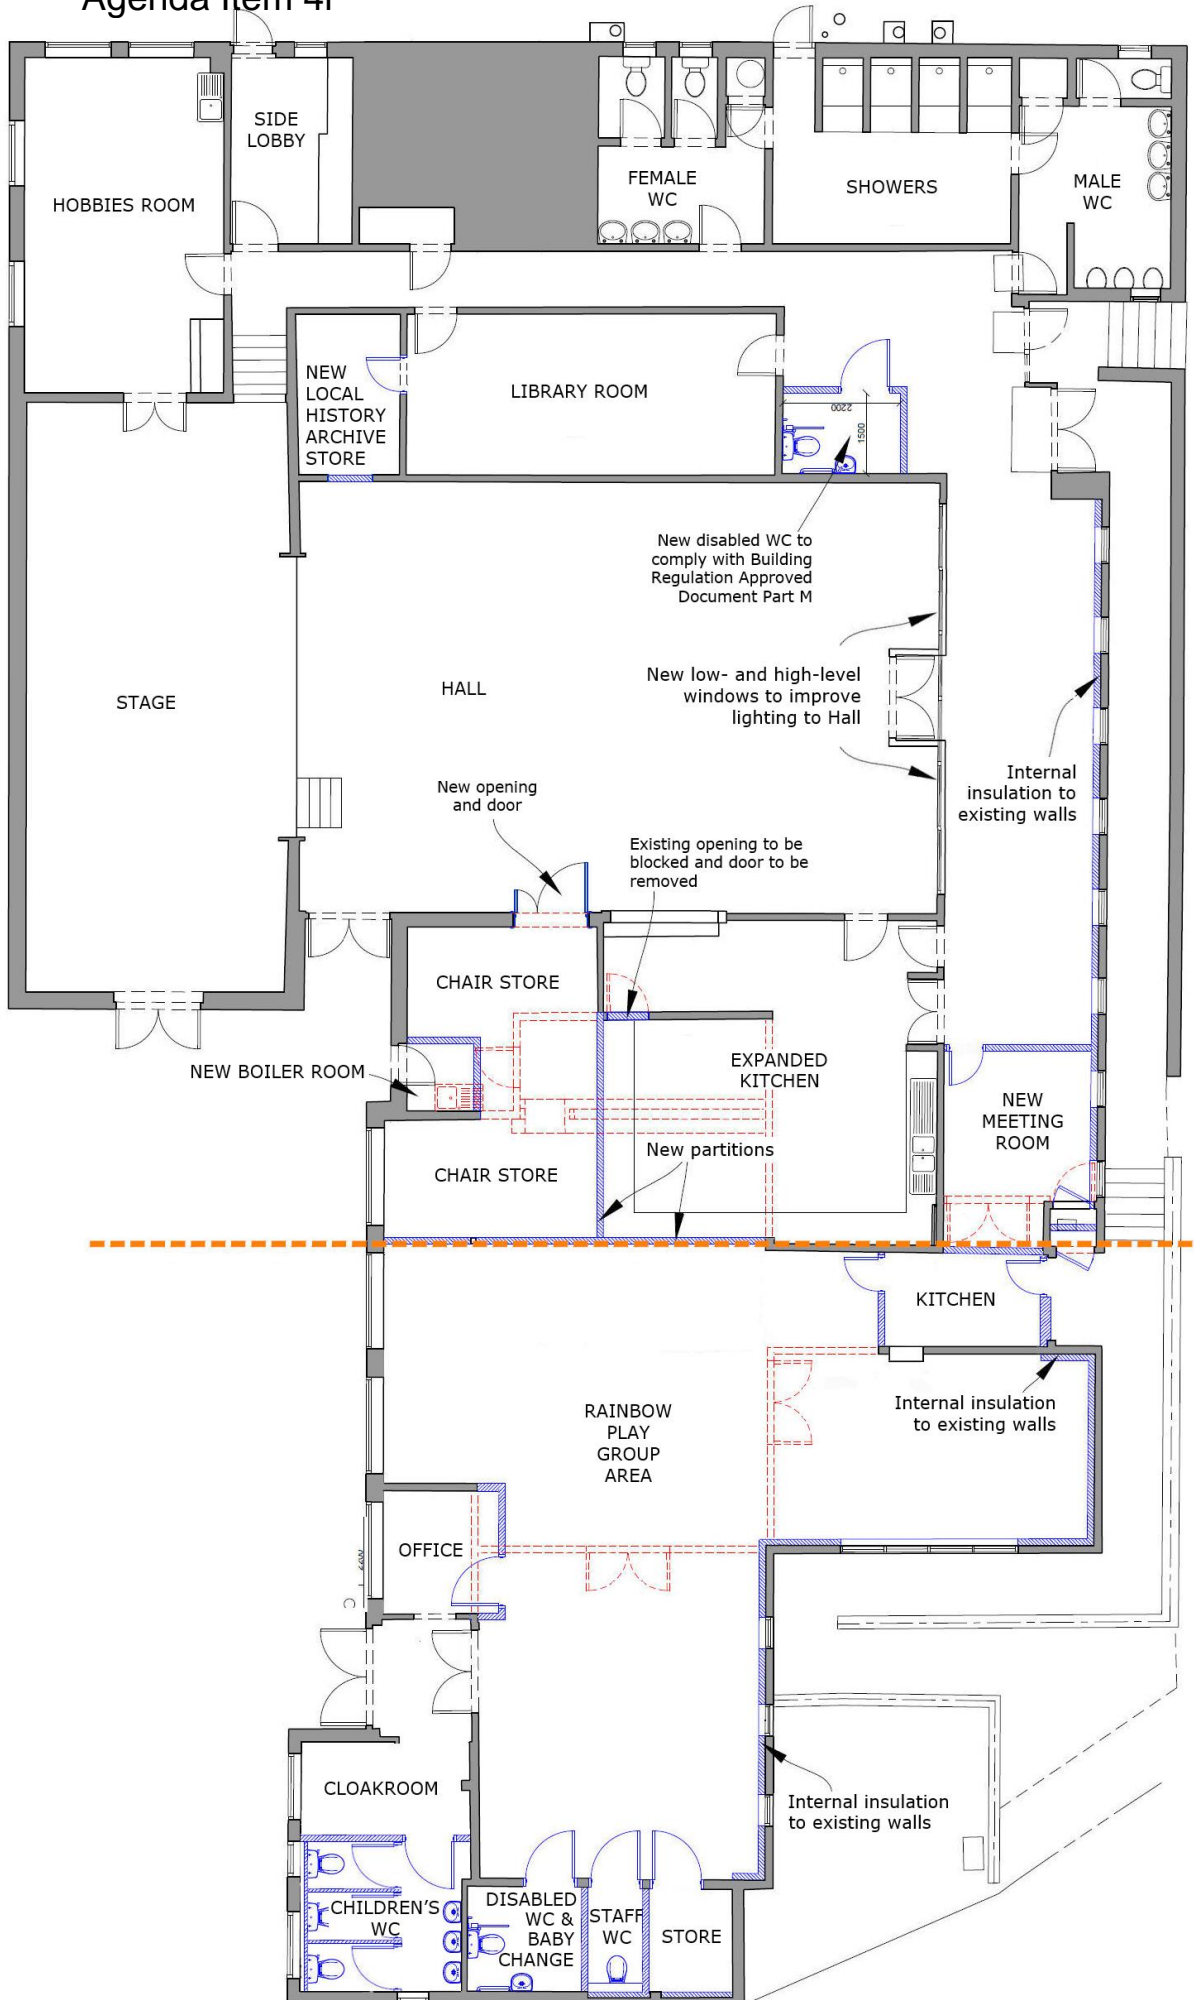 Agenda Item 4f
SIDE
LOBBY
HOBBIES ROOM
FEMALE
WC
SHOWERS
MALE
WC
NEW
LOCAL
HISTORY
ARCHIVE
STORE
LIBRARY ROOM
2200
1500
New disabled WC to
comply with Building
Regulation Approved
Document Part M
STAGE
HALL
New low- and high-level
windows to improve
lighting to Hall
Internal
insulation to
existing walls
New opening
and door
Existing opening to be
blocked and door to be
removed
CHAIR STORE
NEW BOILER ROOM
EXPANDED
KITCHEN
NEW
MEETING
ROOM
CHAIR STORE
New partitions
KITCHEN
RAINBOW
PLAY
GROUP
AREA
Internal insulation
to existing walls
OFFICE
CLOAKROOM
Internal insulation
to existing walls
CHILDREN'S
WC
DISABLED
WC &
BABY
CHANGE
STAFF
WC
STORE